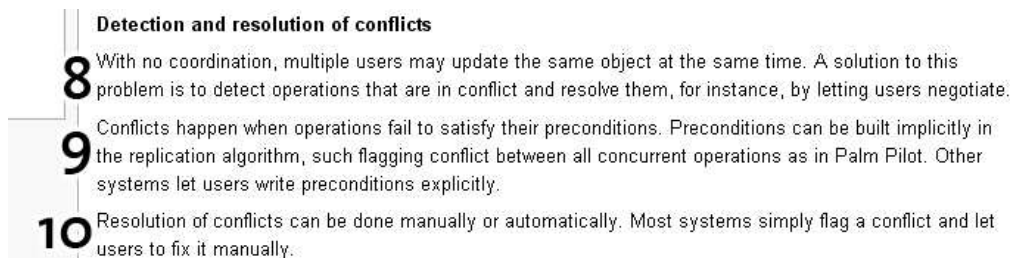 Detection and resolution of conflicts
8 With no coordination, multiple users may update the same object at the same time. A solution to this
problem is to detect operations that are in conflict and resolve them, for instance, by letting users negotiate.
9 Conflicts happen when operations fail to satisfy their preconditions. Preconditions can be built implicitly in
the replication algorithm, such flagging conflict between all concurrent operations as in Palm Pilot. Other
systems let users write preconditions explicitly.
10 Resolution of conflicts can be done manually or automatically. Most systems simply flag a conflict and let
users to fix it manually.